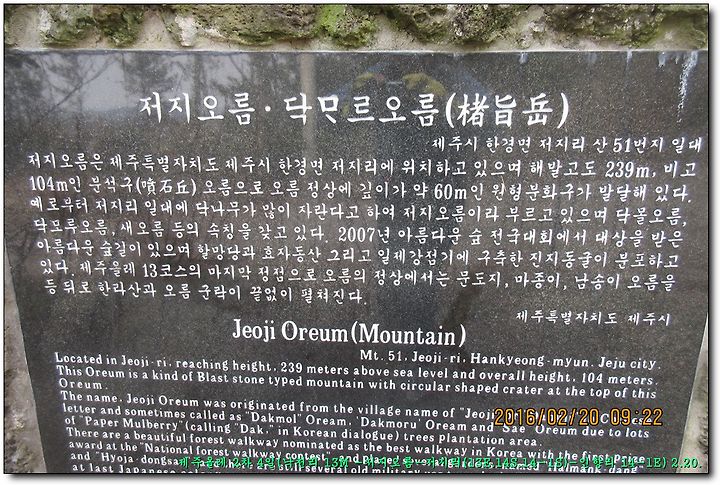 저지오름·닥모르오름(楮旨岳)
제주시 한경면 저지리 산 51번지 일대
저지오름은 제주특별자치도 제주시 한경면 저지리에 위치하고 있으며 해발고도 239m, 비고
104m인 분석구(噴石丘) 오름으로 오름 정상에 깊이가 약 60m인 원형분화구가 발달해 있다.
예로부터 저지리 일대에 닥나무가 많이 자란다고 하여 저지오름이라 부르고 있으며 닥몰오름,
닥모루오름, 새오름 등의 속칭을 갖고 있다. 2007년 아름다운 숲 전국대회에서 대상을 받은
아름다운 숲길이 있으며 할망당과 효자동산 그리고 일제강점기에 구축한 진지동굴이 분포하고
있다. 제주올레 13코스의 마지막 정점으로 오름의 정상에서는 문도지, 마종이, 남송이 오름을
등 뒤로 한라산과 오름 군락이 끝없이 펼쳐진다.
제주특별자치도 제주시
Jeoji Oreum(Mountain)
Mt. 51, Jeoji-ri, Hankyeong-myun, Jeju city.
Located in Jeoji-ri, reaching height, 239 meters above sea level and overall height, 104 meters.
This Oreum is a kind of Blast stone typed mountain with circular shaped crater at the top of this
Oreum.
The name, Jeoji Oreum was originated from the village name of "Jeoji
letter and sometimes called as "Dakmol" Oream, "Dakmoru" Oream and "Sae" Oreum due to lots
of "Paper Mulberry"(calling "Dak," in Korean dialogue) trees plantation area.
There are a beautiful forest walkway nominated as the best walkway in Korea with the first Prize
award at the "National forest walkway contest"
and "Hyoja-dongsa
at last Japanese
several old military
2016/02/20 09:22